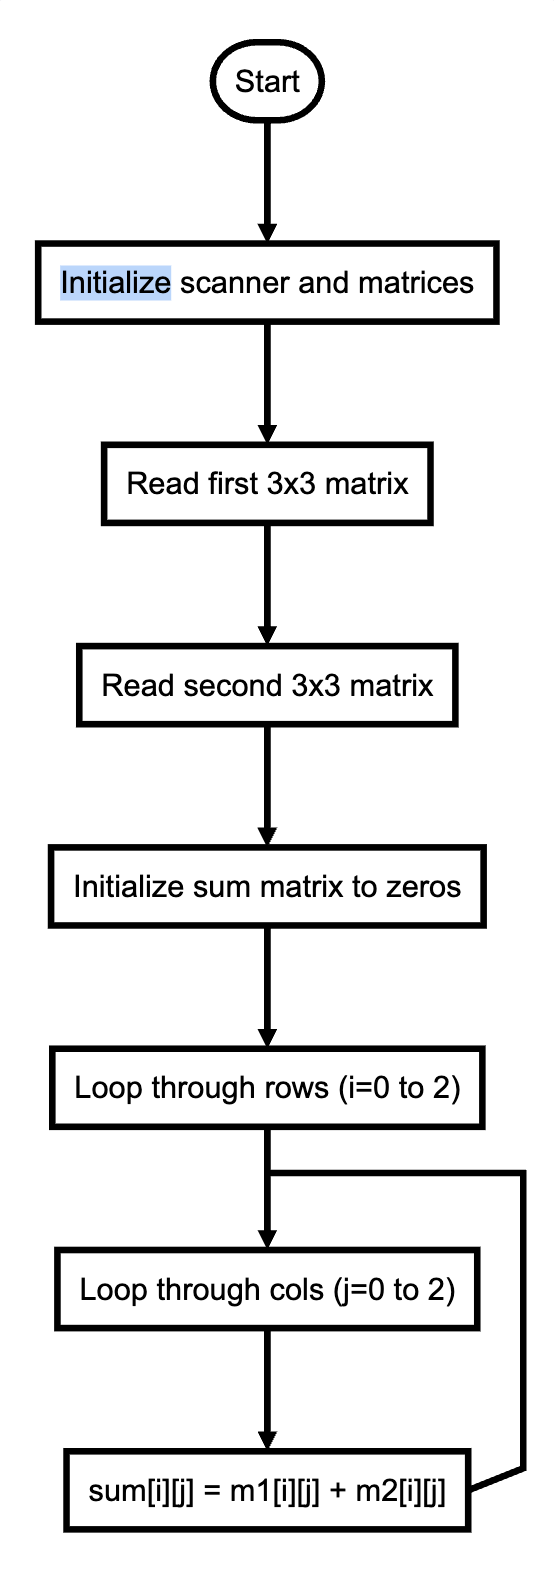 Start
Initialize scanner and matrices
Read first 3x3 matrix
Read second 3x3 matrix
Initialize sum matrix to zeros
Loop through rows (i=0 to 2)
Loop through cols (j=0 to 2)
sum[i][j] = m1[i][j] + m2[i][j]